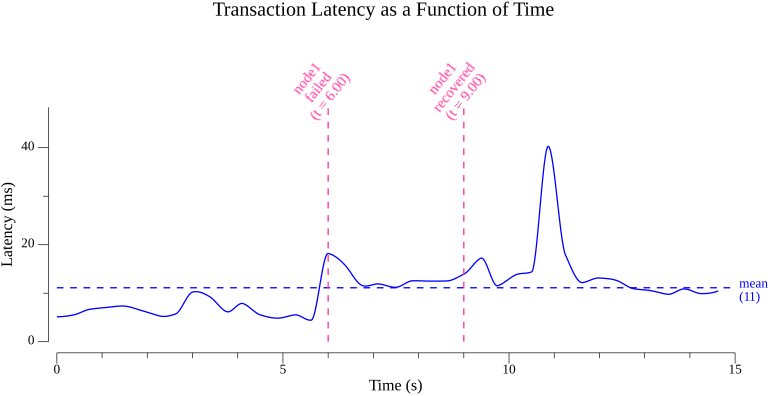 Transaction Latency as a Function of Time
node1
failed
(t = 6.00)
node1
recovered
(t = 9.00)
40
20
0
Latency (ms)
mean
(11)
0
5
10
15
Time (s)